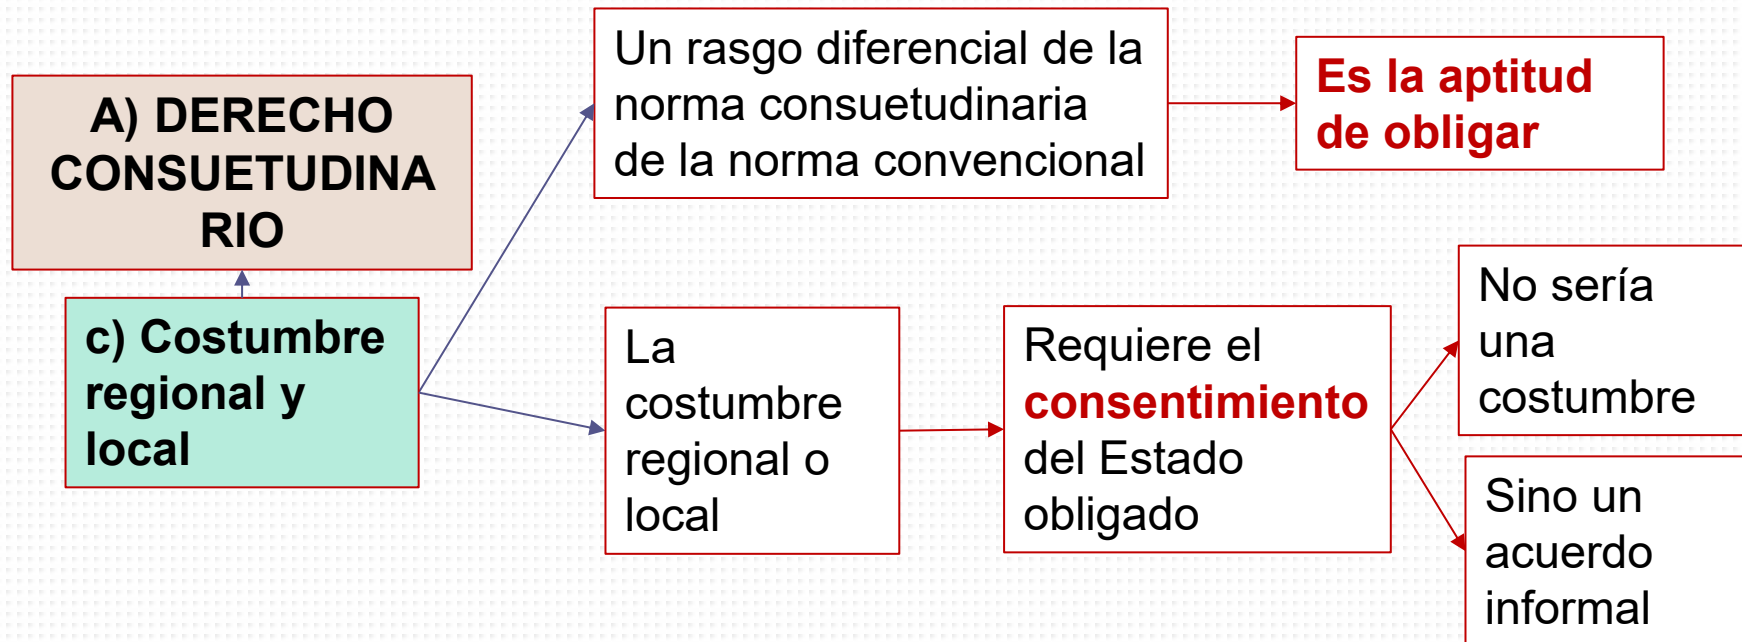 A) DERECHO
CONSUETUDINA
RIO
c) Costumbre
regional y
local
Un rasgo diferencial de la
norma consuetudinaria
de la norma convencional
Es la aptitud
de obligar
La
costumbre
regional o
local
Requiere el
consentimiento
del Estado
obligado
No sería
una
costumbre
Sino un
acuerdo
informal